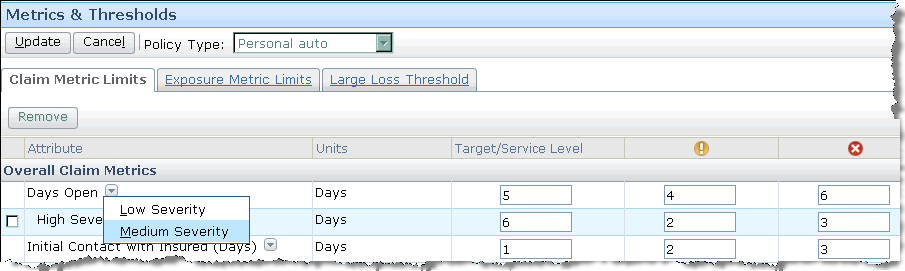 Metrics & Thresholds
Update Cancel Policy Type: Personal auto
Claim Metric Limits Exposure Metric Limits Large Loss Threshold
Remove
Attribute Units Target/Service Level
Overall Claim Metrics
Days Open Days 5 4 6
Low Severity
High Seve Days 6 2 3
Medium Severity
Initial Contact with Insured (Days) Days 1 2 3